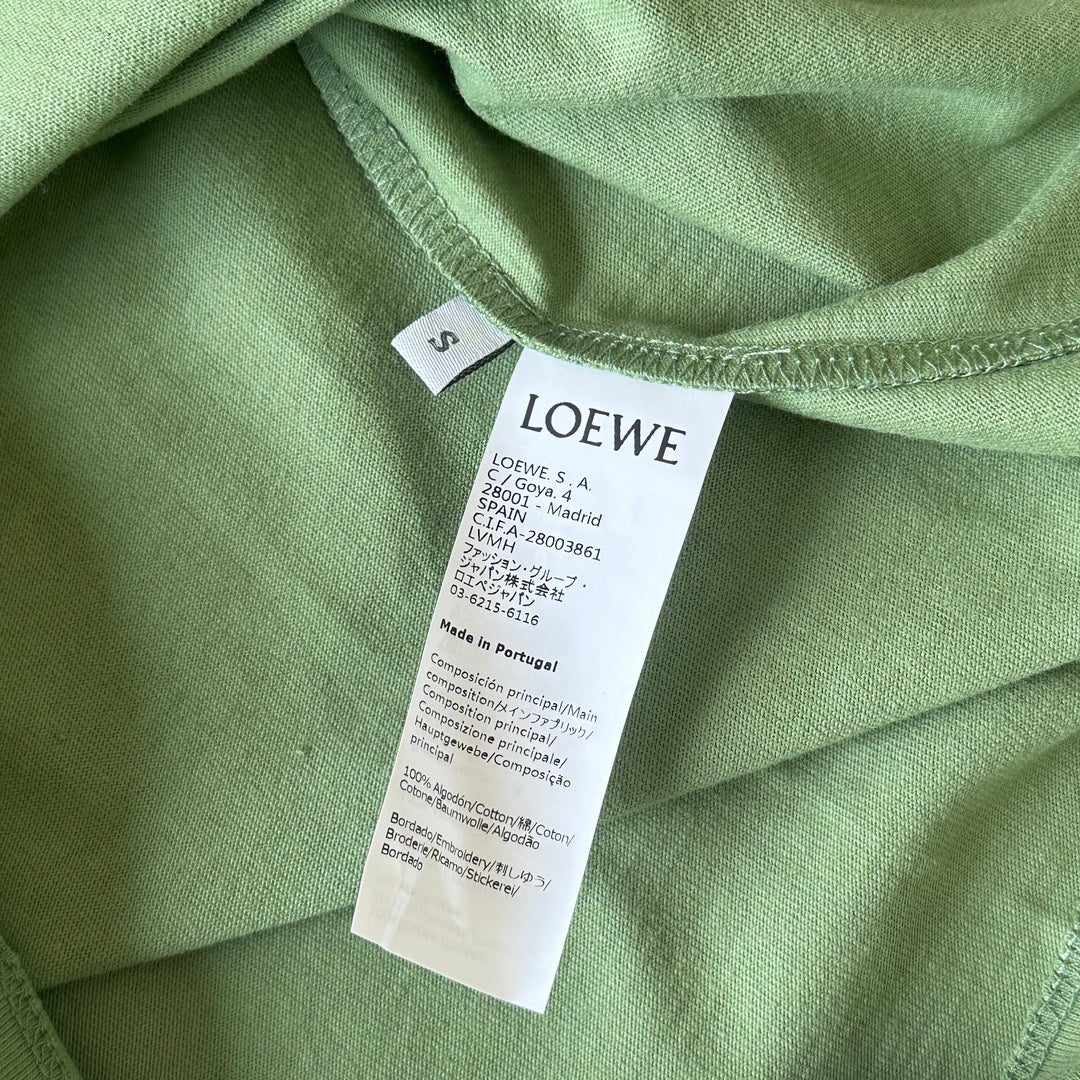 S
LOEWE
LOEWE. S . A.
C / Goya. 4
28001 - Madrid
SPAIN
C.I.F.A-28003861
LVMH
ファッション・グループ・
ジャパン株式会社
ロエベジャパン
03-6215-6116
Made in Portugal
Composición principal/Main
composition/メインファブリック/
Composition principal/
Composizione principale/
Hauptgewebe/Composição
principal
100% Algodón/Cotton/綿/Coton/
Cotone/Baumwolle/Algodão
Bordado/Embroidery/刺しゆう/
Broderie/Ricamo/Stickerei/
Bordado